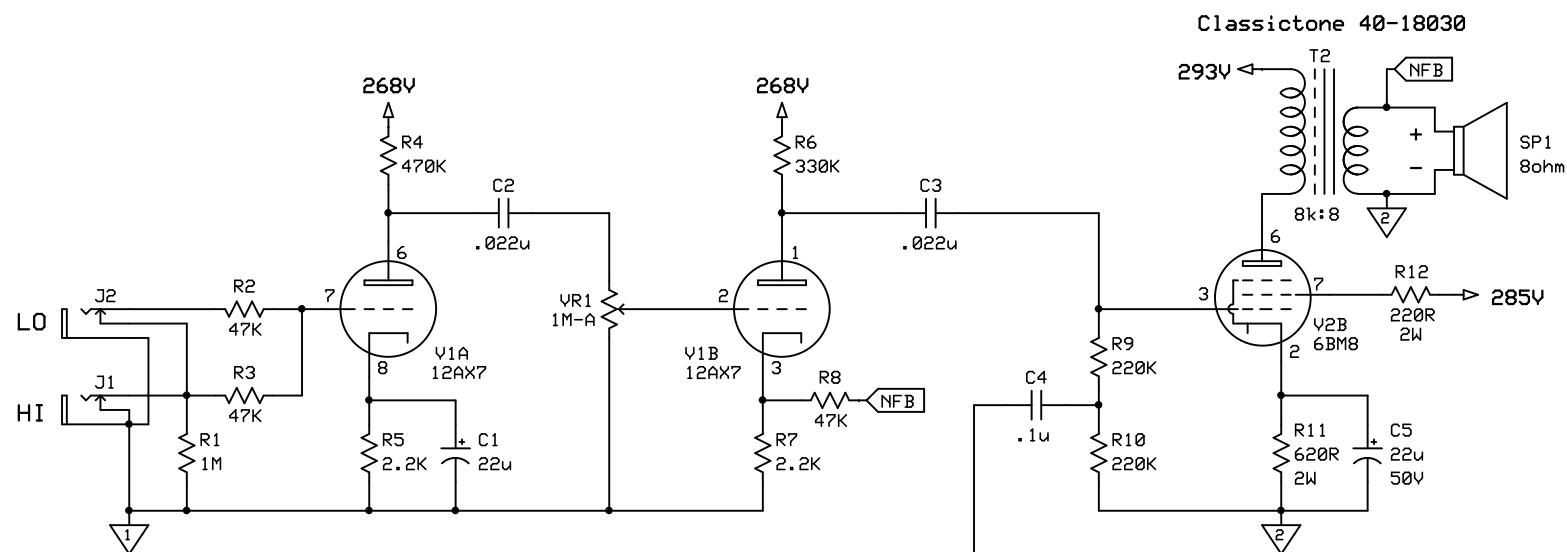 Classictone 40-18030
T2
293V
NFB
SP1
8ohm
+
-
8k:8
2
268V
R4
470K
C2
.022u
268V
R6
330K
C3
.022u
6
7
V1A
12AX7
8
VR1
1M-A
1
2
V1B
12AX7
3
6
3
7
V2B
6BM8
2
R12
220R
2W
285V
LO
J2
R2
47K
HI
J1
R3
47K
R1
1M
R5
2.2K
C1
+
22u
R8
47K
NFB
R7
2.2K
R9
220K
C4
.1u
R10
220K
R11
620R
2W
C5
+
22u
50V
1
2